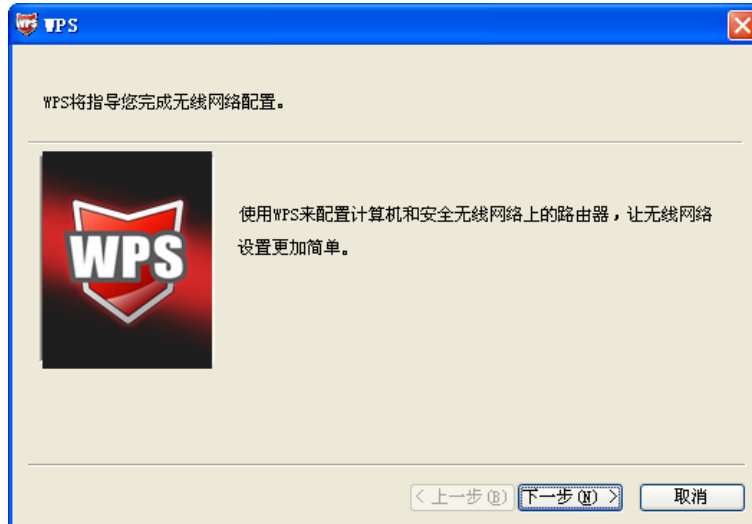 WPS
WPS将指导您完成无线网络配置。
WPS
使用WPS来配置计算机和安全无线网络上的路由器，让无线网络
设置更加简单。
< 上一步(B) 下一步(N) > 取消